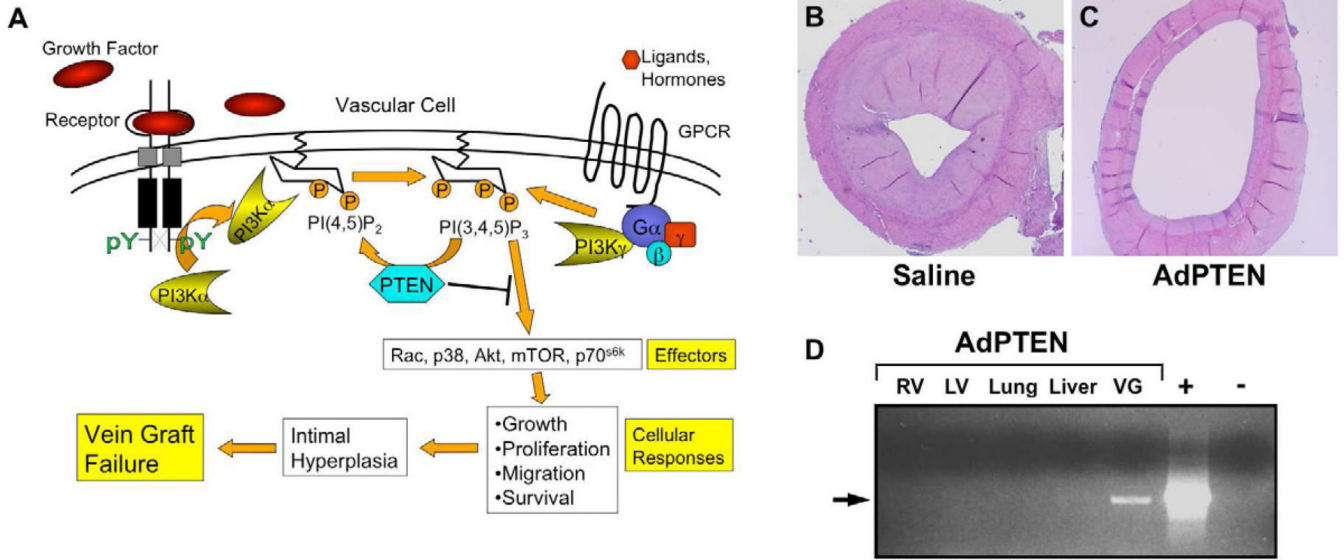 A
Growth Factor
Receptor
Vascular Cell
Ligands,
Hormones
GPCR
PI3Kα
P
P
PI(4,5)P₂
P
P
P
PI(3,4,5)P₃
PI3Kγ
Gα
β
γ
pY
pY
PI3Kα
PTEN
Rac, p38, Akt, mTOR, p70ˢ⁶ᵏ
Effectors
•Growth
•Proliferation
•Migration
•Survival
Cellular
Responses
Intimal
Hyperplasia
Vein Graft
Failure
B
Saline
C
AdPTEN
D
AdPTEN
RV LV Lung Liver VG + -